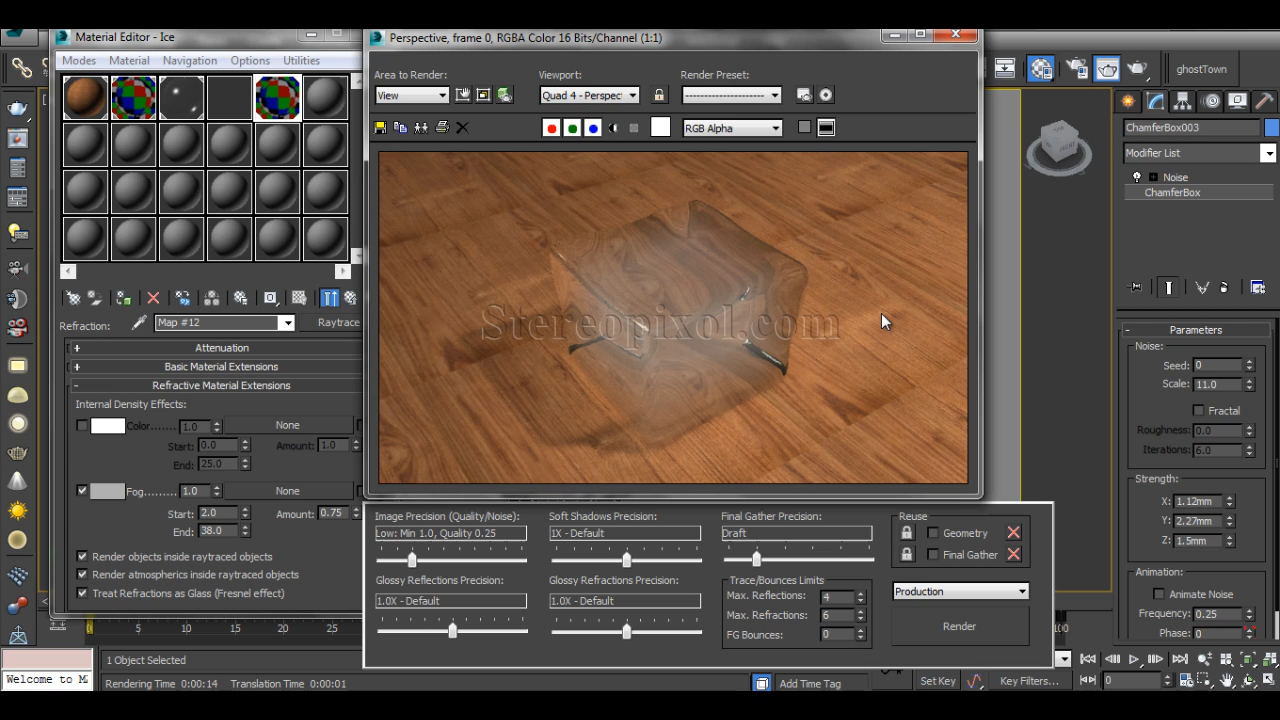 Material Editor - Ice
Modes Material Navigation Options Utilities
Refraction: Map #12 Raytrace
+ Attenuation
+ Basic Material Extensions
- Refractive Material Extensions
Internal Density Effects:
Color....... 1.0 None
Start: 0.0 Amount: 1.0
End: 25.0
Fog......... 1.0 None
Start: 2.0 Amount: 0.75
End: 38.0
Render objects inside raytraced objects
Render atmospherics inside raytraced objects
Treat Refractions as Glass (Fresnel effect)
Perspective, frame 0, RGBA Color 16 Bits/Channel (1:1)
Area to Render: Viewport: Render Preset:
View Quad 4 - Perspec
RGB Alpha
Stereopixol.com
Image Precision (Quality/Noise):
Low: Min 1.0, Quality 0.25
Soft Shadows Precision:
1X - Default
Final Gather Precision:
Draft
Glossy Reflections Precision:
1.0X - Default
Glossy Refractions Precision:
1.0X - Default
Trace/Bounces Limits
Max. Reflections: 4
Max. Refractions: 6
FG Bounces: 0
Reuse
Geometry
Final Gather
Production
Render
ghostTown
ChamferBox003
Modifier List
Noise
ChamferBox
- Parameters
Noise:
Seed: 0
Scale: 11.0
Fractal
Roughness: 0.0
Iterations: 6.0
Strength:
X: 1.12mm
Y: 2.27mm
Z: 1.5mm
Animation:
Animate Noise
Frequency: 0.25
Phase: 0
5 10 15 20 25 100
1 Object Selected
Welcome to M
Rendering Time 0:00:14 Translation Time 0:00:01
Add Time Tag
Set Key Key Filters... 0